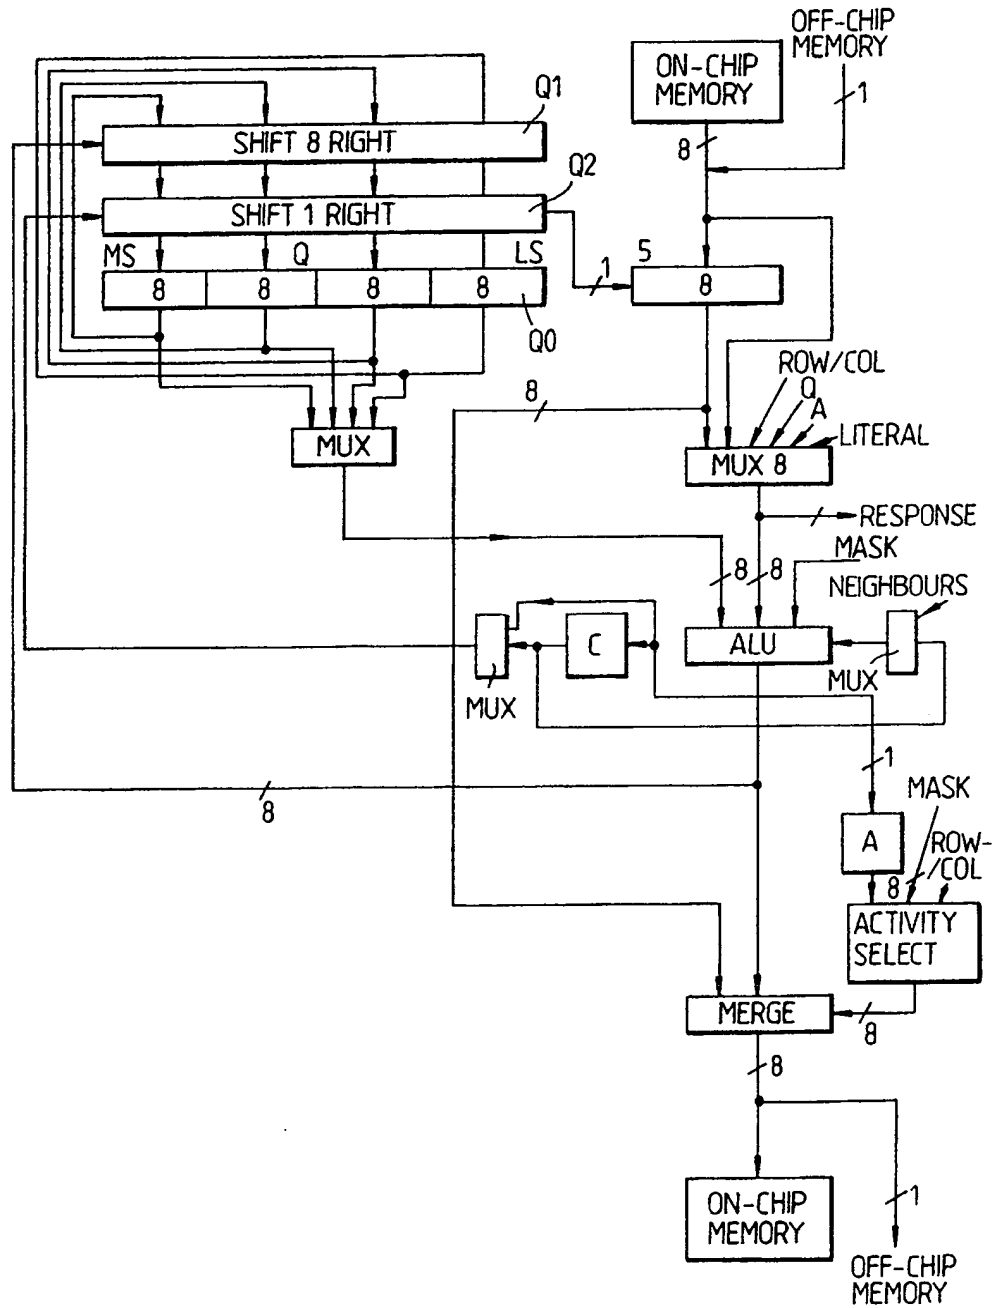 OFF-CHIP
MEMORY
ON-CHIP
MEMORY
1
8
Q1
SHIFT 8 RIGHT
Q2
SHIFT 1 RIGHT
MS
Q
LS
8
8
8
8
Q0
1
5
8
8
ROW/COL
Q
A
LITERAL
MUX
MUX 8
RESPONSE
MASK
8
8
NEIGHBOURS
C
ALU
MUX
MUX
1
8
MASK
A
ROW-
/COL
8
ACTIVITY
SELECT
MERGE
8
8
ON-CHIP
MEMORY
1
OFF-CHIP
MEMORY